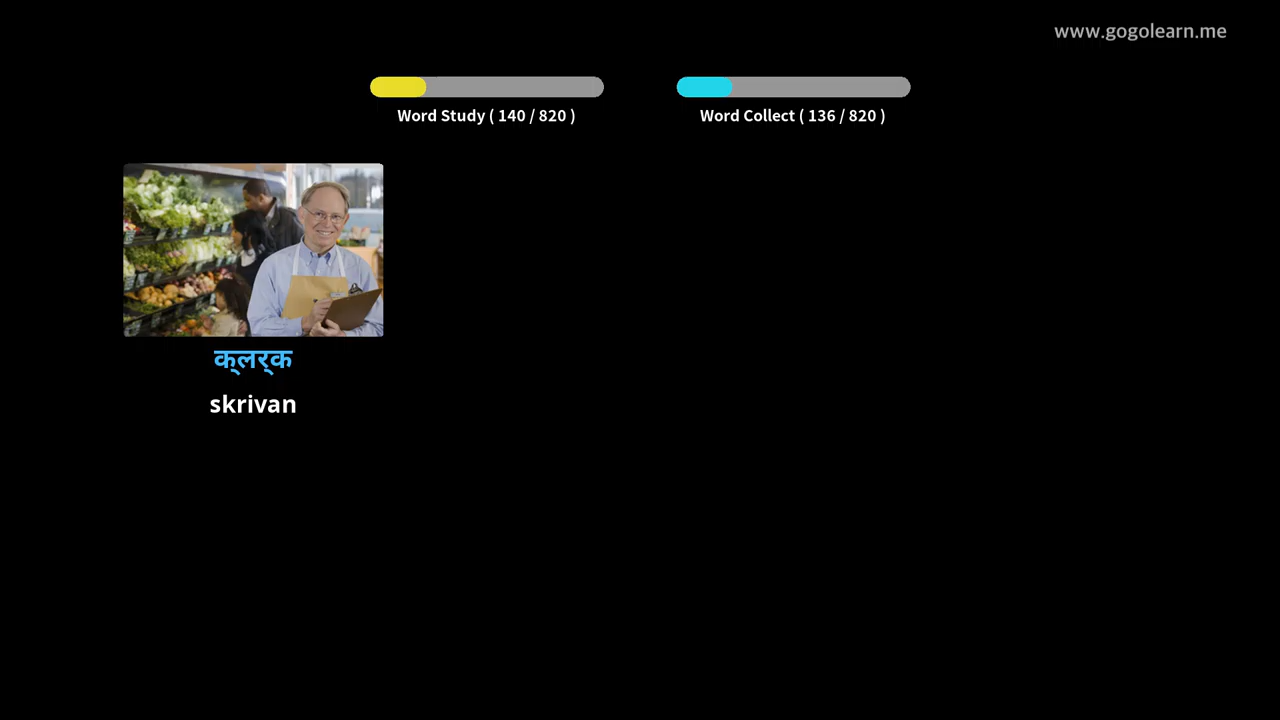 www.gogolearn.me
Word Study ( 140 / 820 )
Word Collect ( 136 / 820 )
क्लर्क
skrivan